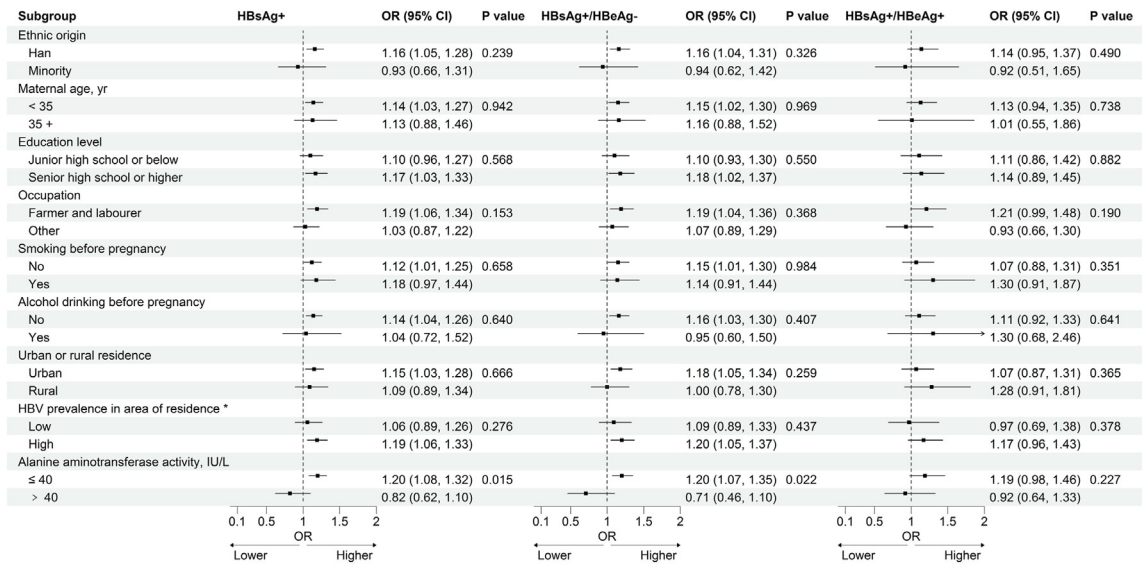 Subgroup HBsAg+ OR (95% CI) P value HBsAg+/HBeAg- OR (95% CI) P value HBsAg+/HBeAg+ OR (95% CI) P value
Ethnic origin
Han 1.16 (1.05, 1.28) 0.239 1.16 (1.04, 1.31) 0.326 1.14 (0.95, 1.37) 0.490
Minority 0.93 (0.66, 1.31) 0.94 (0.62, 1.42) 0.92 (0.51, 1.65)
Maternal age, yr
< 35 1.14 (1.03, 1.27) 0.942 1.15 (1.02, 1.30) 0.969 1.13 (0.94, 1.35) 0.738
35 + 1.13 (0.88, 1.46) 1.16 (0.88, 1.52) 1.01 (0.55, 1.86)
Education level
Junior high school or below 1.10 (0.96, 1.27) 0.568 1.10 (0.93, 1.30) 0.550 1.11 (0.86, 1.42) 0.882
Senior high school or higher 1.17 (1.03, 1.33) 1.18 (1.02, 1.37) 1.14 (0.89, 1.45)
Occupation
Farmer and labourer 1.19 (1.06, 1.34) 0.153 1.19 (1.04, 1.36) 0.368 1.21 (0.99, 1.48) 0.190
Other 1.03 (0.87, 1.22) 1.07 (0.89, 1.29) 0.93 (0.66, 1.30)
Smoking before pregnancy
No 1.12 (1.01, 1.25) 0.658 1.15 (1.01, 1.30) 0.984 1.07 (0.88, 1.31) 0.351
Yes 1.18 (0.97, 1.44) 1.14 (0.91, 1.44) 1.30 (0.91, 1.87)
Alcohol drinking before pregnancy
No 1.14 (1.04, 1.26) 0.640 1.16 (1.03, 1.30) 0.407 1.11 (0.92, 1.33) 0.641
Yes 1.04 (0.72, 1.52) 0.95 (0.60, 1.50) 1.30 (0.68, 2.46)
Urban or rural residence
Urban 1.15 (1.03, 1.28) 0.666 1.18 (1.05, 1.34) 0.259 1.07 (0.87, 1.31) 0.365
Rural 1.09 (0.89, 1.34) 1.00 (0.78, 1.30) 1.28 (0.91, 1.81)
HBV prevalence in area of residence *
Low 1.06 (0.89, 1.26) 0.276 1.09 (0.89, 1.33) 0.437 0.97 (0.69, 1.38) 0.378
High 1.19 (1.06, 1.33) 1.20 (1.05, 1.37) 1.17 (0.96, 1.43)
Alanine aminotransferase activity, IU/L
≤ 40 1.20 (1.08, 1.32) 0.015 1.20 (1.07, 1.35) 0.022 1.19 (0.98, 1.46) 0.227
> 40 0.82 (0.62, 1.10) 0.71 (0.46, 1.10) 0.92 (0.64, 1.33)
0.1 0.5 1 1.5 2 0.1 0.5 1 1.5 2 0.1 0.5 1 1.5 2
OR OR OR
Lower Higher Lower Higher Lower Higher